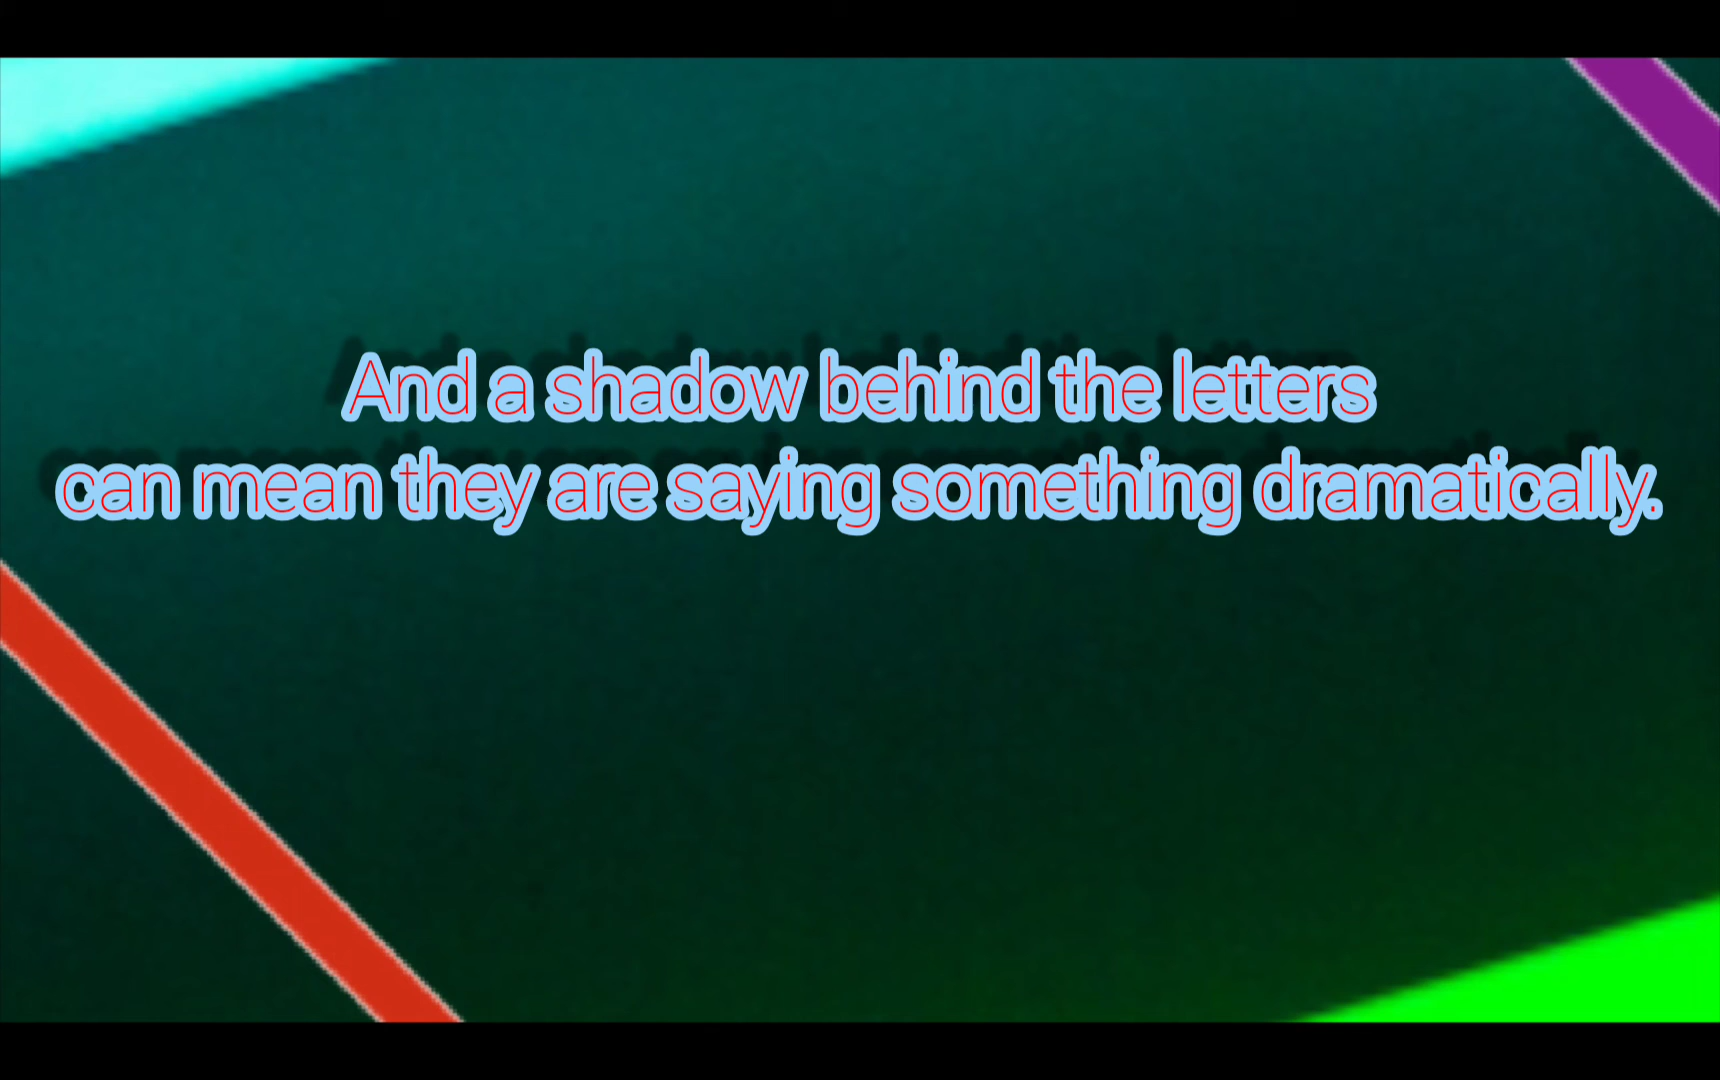 And a shadow behind the letters
can mean they are saying something dramatically.